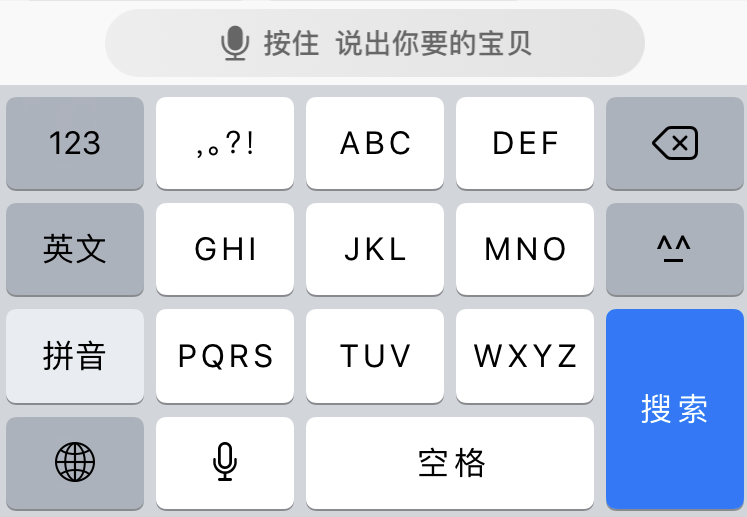 按住 说出你要的宝贝
123 ,。?! ABC DEF
英文 GHI JKL MNO ^^
拼音 PQRS TUV WXYZ
搜索
空格